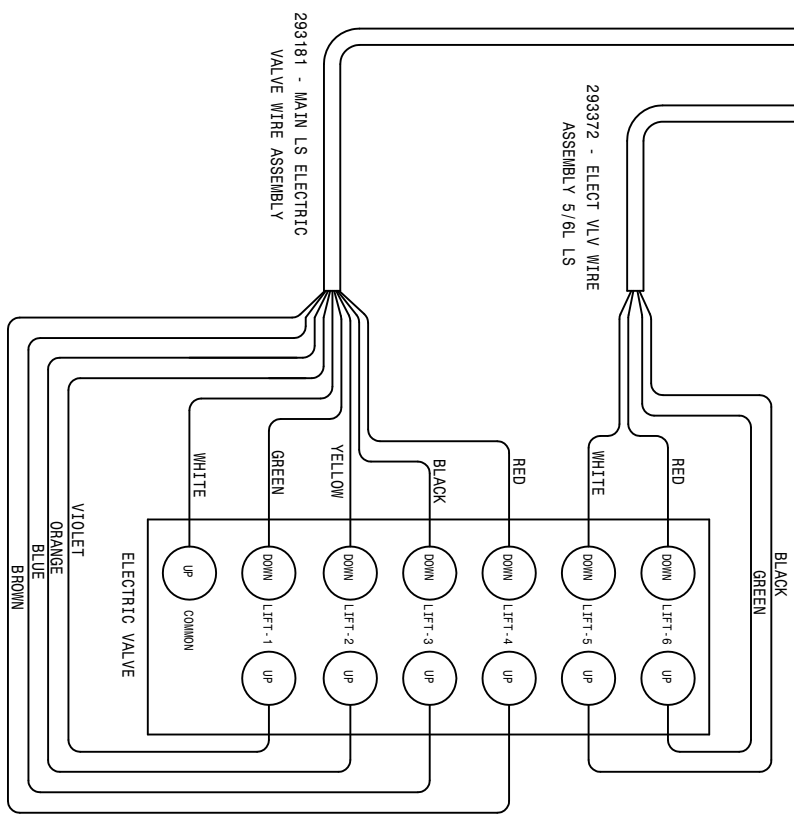 293181 - MAIN LS ELECTRIC
VALVE WIRE ASSEMBLY
293372 - ELECT VLV WIRE
ASSEMBLY 5/6L LS
WHITE
GREEN
YELLOW
BLACK
RED
WHITE
RED
BLACK
GREEN
VIOLET
ORANGE
BLUE
BROWN
ELECTRIC VALVE
UP
COMMON
DOWN
LIFT-1
UP
DOWN
LIFT-2
UP
DOWN
LIFT-3
UP
DOWN
LIFT-4
UP
DOWN
LIFT-5
UP
DOWN
LIFT-6
UP